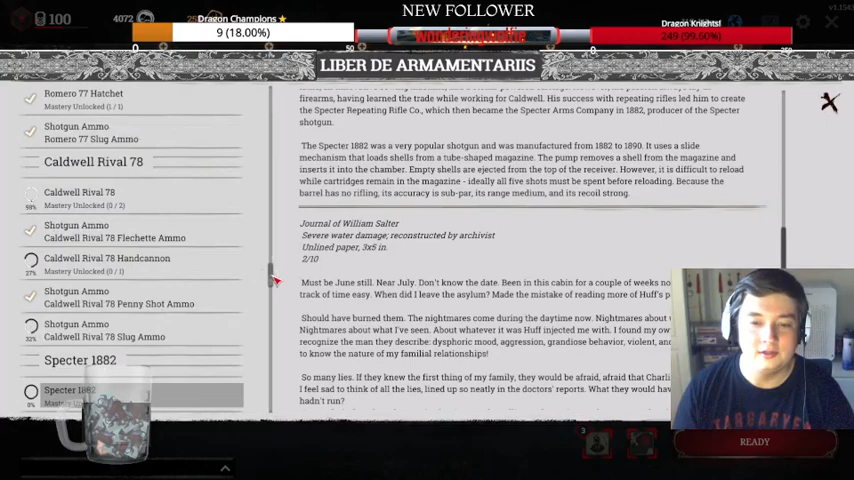 100
4072
Dragon Champions
NEW FOLLOWER
Dragon Knights!
v1.1543
9 (18.00%)
wonderingwolfie
249 (99.60%)
0
50
0
250
LIBER DE ARMAMENTARIIS
Romero 77 Hatchet
Mastery Unlocked (1 / 1)
Shotgun Ammo
Romero 77 Slug Ammo
Caldwell Rival 78
Caldwell Rival 78
Mastery Unlocked (0 / 2)
Shotgun Ammo
Caldwell Rival 78 Flechette Ammo
Caldwell Rival 78 Handcannon
27%
Mastery Unlocked (0 / 1)
Shotgun Ammo
Caldwell Rival 78 Penny Shot Ammo
Shotgun Ammo
32%
Caldwell Rival 78 Slug Ammo
Specter 1882
Specter 1882
0%
firearms, having learned the trade while working for Caldwell. His success with repeating rifles led him to create
the Specter Repeating Rifle Co., which then became the Specter Arms Company in 1882, producer of the Specter
shotgun.
The Specter 1882 was a very popular shotgun and was manufactured from 1882 to 1890. It uses a slide
mechanism that loads shells from a tube-shaped magazine. The pump removes a shell from the magazine and
inserts it into the chamber. Empty shells are ejected from the top of the receiver. However, it is difficult to reload
while cartridges remain in the magazine - ideally all five shots must be spent before reloading. Because the
barrel has no rifling, its accuracy is sub-par, its range medium, and its recoil strong.
Journal of William Salter
Severe water damage; reconstructed by archivist
Unlined paper, 3x5 in.
2/10
Must be June still. Near July. Don't know the date. Been in this cabin for a couple of weeks no
track of time easy. When did I leave the asylum? Made the mistake of reading more of Huff's p
Should have burned them. The nightmares come during the daytime now. Nightmares about
Nightmares about what I've seen. About whatever it was Huff injected me with. I found my ow
recognize the man they describe: dysphoric mood, aggression, grandiose behavior, violent, an
to know the nature of my familial relationships!
So many lies. If they knew the first thing of my family, they would be afraid, afraid that Charli
I feel sad to think of all the lies, lined up so neatly in the doctors' reports. What they would hav
hadn't run?
3
READY
TARGARYEN